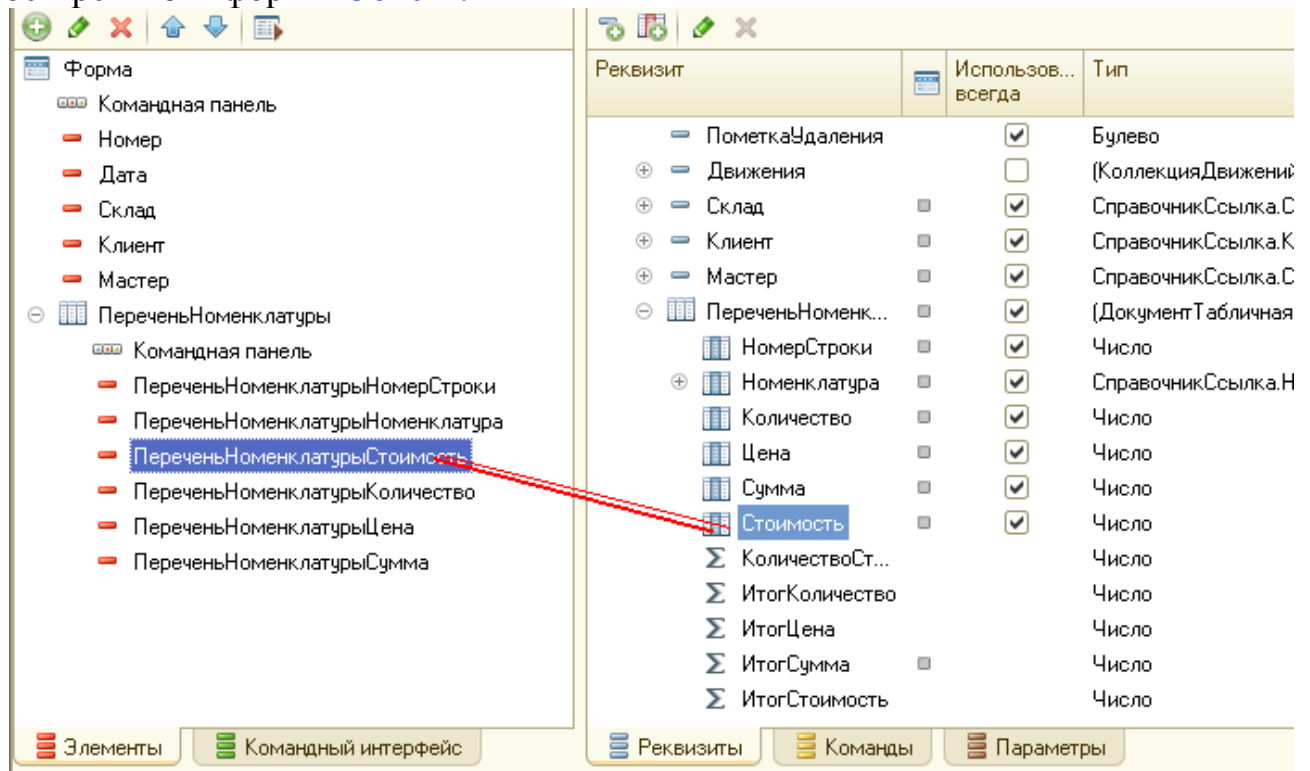 Форма
Командная панель
Номер
Дата
Склад
Клиент
Мастер
ПереченьНоменклатуры
Командная панель
ПереченьНоменклатурыНомерСтроки
ПереченьНоменклатурыНоменклатура
ПереченьНоменклатурыСтоимость
ПереченьНоменклатурыКоличество
ПереченьНоменклатурыЦена
ПереченьНоменклатурыСумма
Элементы Командный интерфейс
Реквизит Использов... Тип
всегда
ПометкаУдаления Булево
Движения (КоллекцияДвижений
Склад СправочникСсылка.С
Клиент СправочникСсылка.К
Мастер СправочникСсылка.С
ПереченьНоменк... (ДокументТабличная
НомерСтроки Число
Номенклатура СправочникСсылка.Н
Количество Число
Цена Число
Сумма Число
Стоимость Число
КоличествоСт... Число
ИтогКоличество Число
ИтогЦена Число
ИтогСумма Число
ИтогСтоимость Число
Реквизиты Команды Параметры